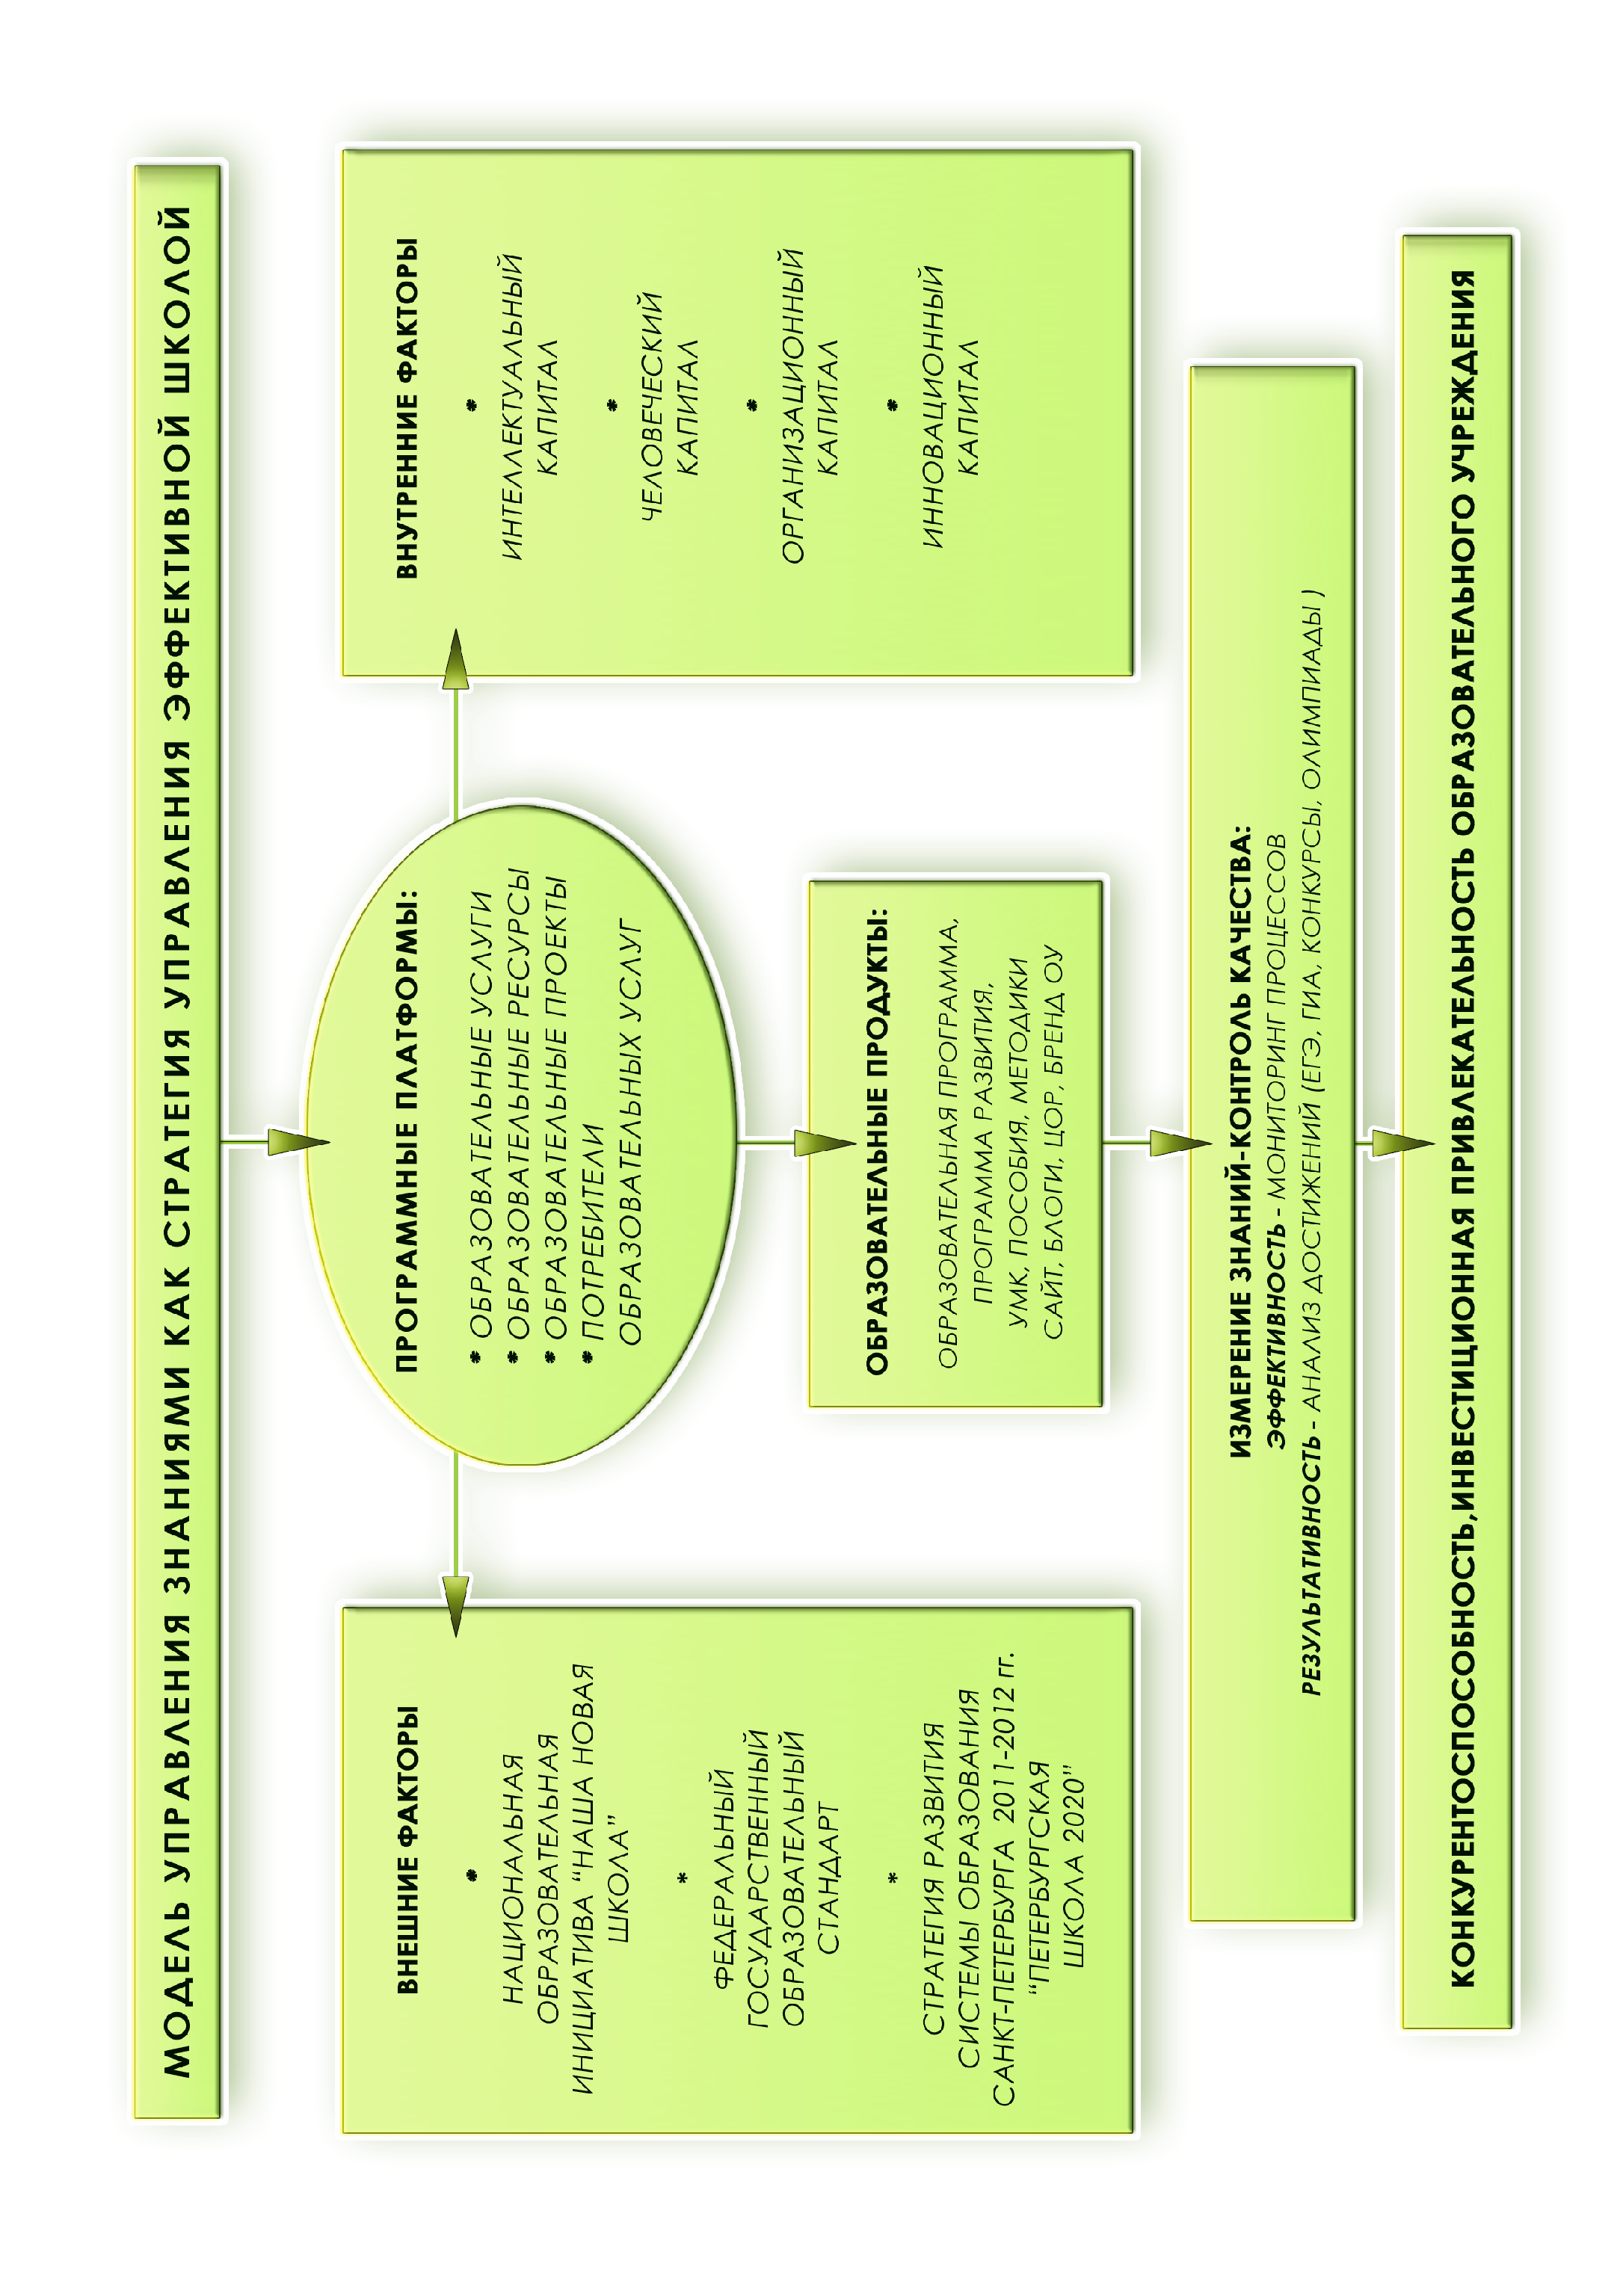 МОДЕЛЬ УПРАВЛЕНИЯ ЗНАНИЯМИ КАК СТРАТЕГИЯ УПРАВЛЕНИЯ ЭФФЕКТИВНОЙ ШКОЛОЙ
ВНЕШНИЕ ФАКТОРЫ
*
НАЦИОНАЛЬНАЯ
ОБРАЗОВАТЕЛЬНАЯ
ИНИЦИАТИВА “НАША НОВАЯ
ШКОЛА”
*
ФЕДЕРАЛЬНЫЙ
ГОСУДАРСТВЕННЫЙ
ОБРАЗОВАТЕЛЬНЫЙ
СТАНДАРТ
*
СТРАТЕГИЯ РАЗВИТИЯ
СИСТЕМЫ ОБРАЗОВАНИЯ
САНКТ-ПЕТЕРБУРГА 2011-2012 гг.
“ПЕТЕРБУРГСКАЯ
ШКОЛА 2020”
ПРОГРАММНЫЕ ПЛАТФОРМЫ:
* ОБРАЗОВАТЕЛЬНЫЕ УСЛУГИ
* ОБРАЗОВАТЕЛЬНЫЕ РЕСУРСЫ
* ОБРАЗОВАТЕЛЬНЫЕ ПРОЕКТЫ
* ПОТРЕБИТЕЛИ
ОБРАЗОВАТЕЛЬНЫХ УСЛУГ
ВНУТРЕННИЕ ФАКТОРЫ
*
ИНТЕЛЛЕКТУАЛЬНЫЙ
КАПИТАЛ
*
ЧЕЛОВЕЧЕСКИЙ
КАПИТАЛ
*
ОРГАНИЗАЦИОННЫЙ
КАПИТАЛ
*
ИННОВАЦИОННЫЙ
КАПИТАЛ
ОБРАЗОВАТЕЛЬНЫЕ ПРОДУКТЫ:
ОБРАЗОВАТЕЛЬНАЯ ПРОГРАММА,
ПРОГРАММА РАЗВИТИЯ,
УМК, ПОСОБИЯ, МЕТОДИКИ
САЙТ, БЛОГИ, ЦОР, БРЕНД ОУ
ИЗМЕРЕНИЕ ЗНАНИЙ-КОНТРОЛЬ КАЧЕСТВА:
ЭФФЕКТИВНОСТЬ - МОНИТОРИНГ ПРОЦЕССОВ
РЕЗУЛЬТАТИВНОСТЬ - АНАЛИЗ ДОСТИЖЕНИЙ (ЕГЭ, ГИА, КОНКУРСЫ, ОЛИМПИАДЫ )
КОНКУРЕНТОСПОСОБНОСТЬ,ИНВЕСТИЦИОННАЯ ПРИВЛЕКАТЕЛЬНОСТЬ ОБРАЗОВАТЕЛЬНОГО УЧРЕЖДЕНИЯ